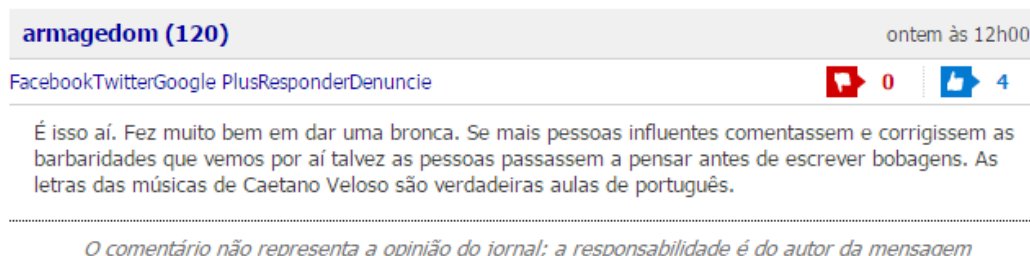 armagedom (120) ontem às 12h00
FacebookTwitterGoogle PlusResponderDenuncie 0 4
É isso aí. Fez muito bem em dar uma bronca. Se mais pessoas influentes comentassem e corrigissem as
barbaridades que vemos por aí talvez as pessoas passassem a pensar antes de escrever bobagens. As
letras das músicas de Caetano Veloso são verdadeiras aulas de português.
O comentário não representa a opinião do jornal; a responsabilidade é do autor da mensagem